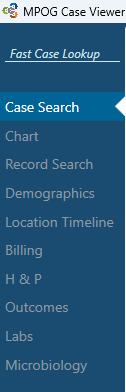 MPOG Case Viewer
Fast Case Lookup
Case Search
Chart
Record Search
Demographics
Location Timeline
Billing
H & P
Outcomes
Labs
Microbiology